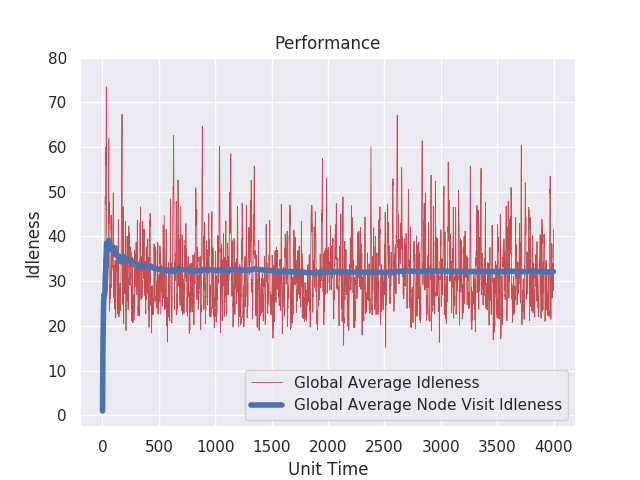 Performance
80
70
60
50
40
30
20
10
0
Idleness
Global Average Idleness
Global Average Node Visit Idleness
0 500 1000 1500 2000 2500 3000 3500 4000
Unit Time